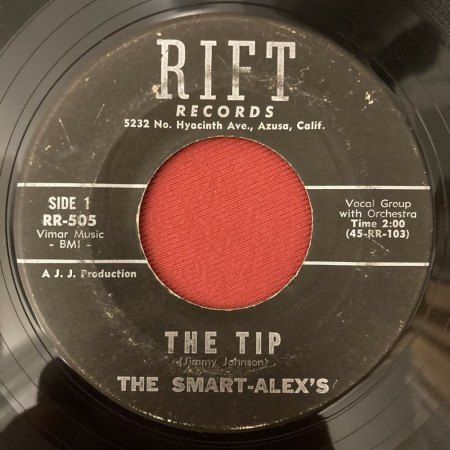 RIFT
RECORDS
5232 No. Hyacinth Ave., Azusa, Calif.
SIDE 1
RR-505
Vimar Music
- BMI -
A J. J. Production
Vocal Group
with Orchestra
Time 2:00
(45-RR-103)
THE TIP
(Jimmy Johnson)
THE SMART-ALEX'S